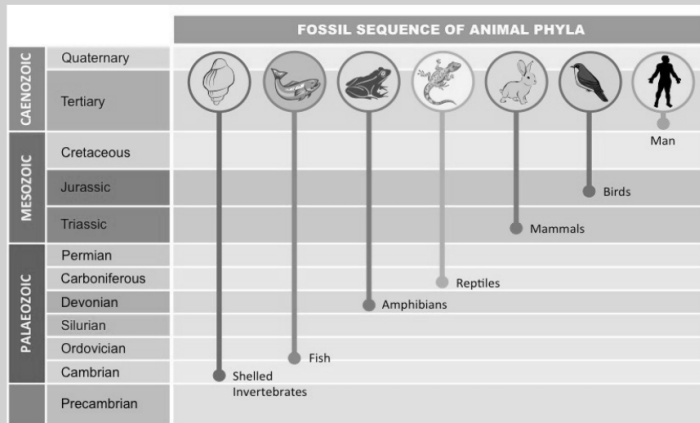 FOSSIL SEQUENCE OF ANIMAL PHYLA
CAENOZOIC
Quaternary
Tertiary
MESOZOIC
Cretaceous
Jurassic
Triassic
PALAEOZOIC
Permian
Carboniferous
Devonian
Silurian
Ordovician
Cambrian
Precambrian
Shelled
Invertebrates
Fish
Amphibians
Reptiles
Mammals
Birds
Man